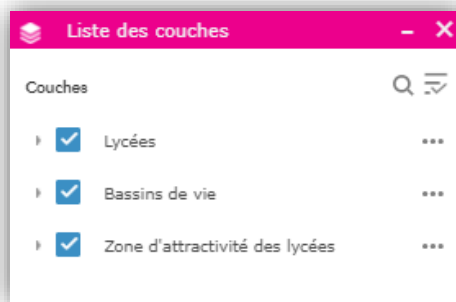 Liste des couches
Couches
Lycées
Bassins de vie
Zone d'attractivité des lycées